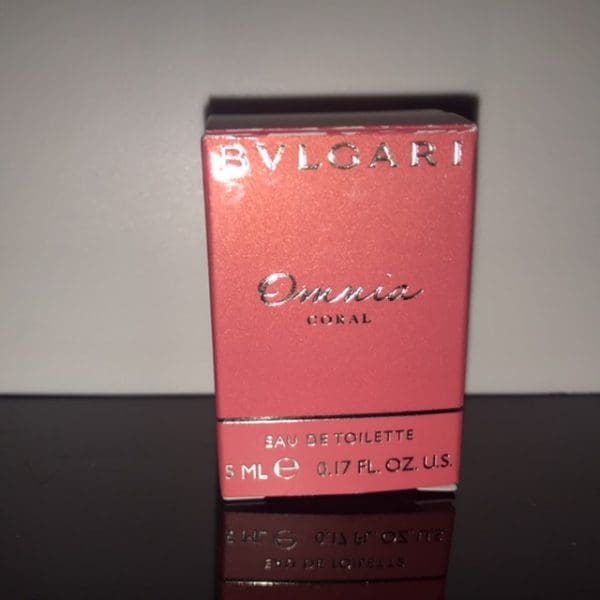 BVLGARI
Omnia
CORAL
EAU DE TOILETTE
5 ML e 0.17 FL. OZ. U.S.